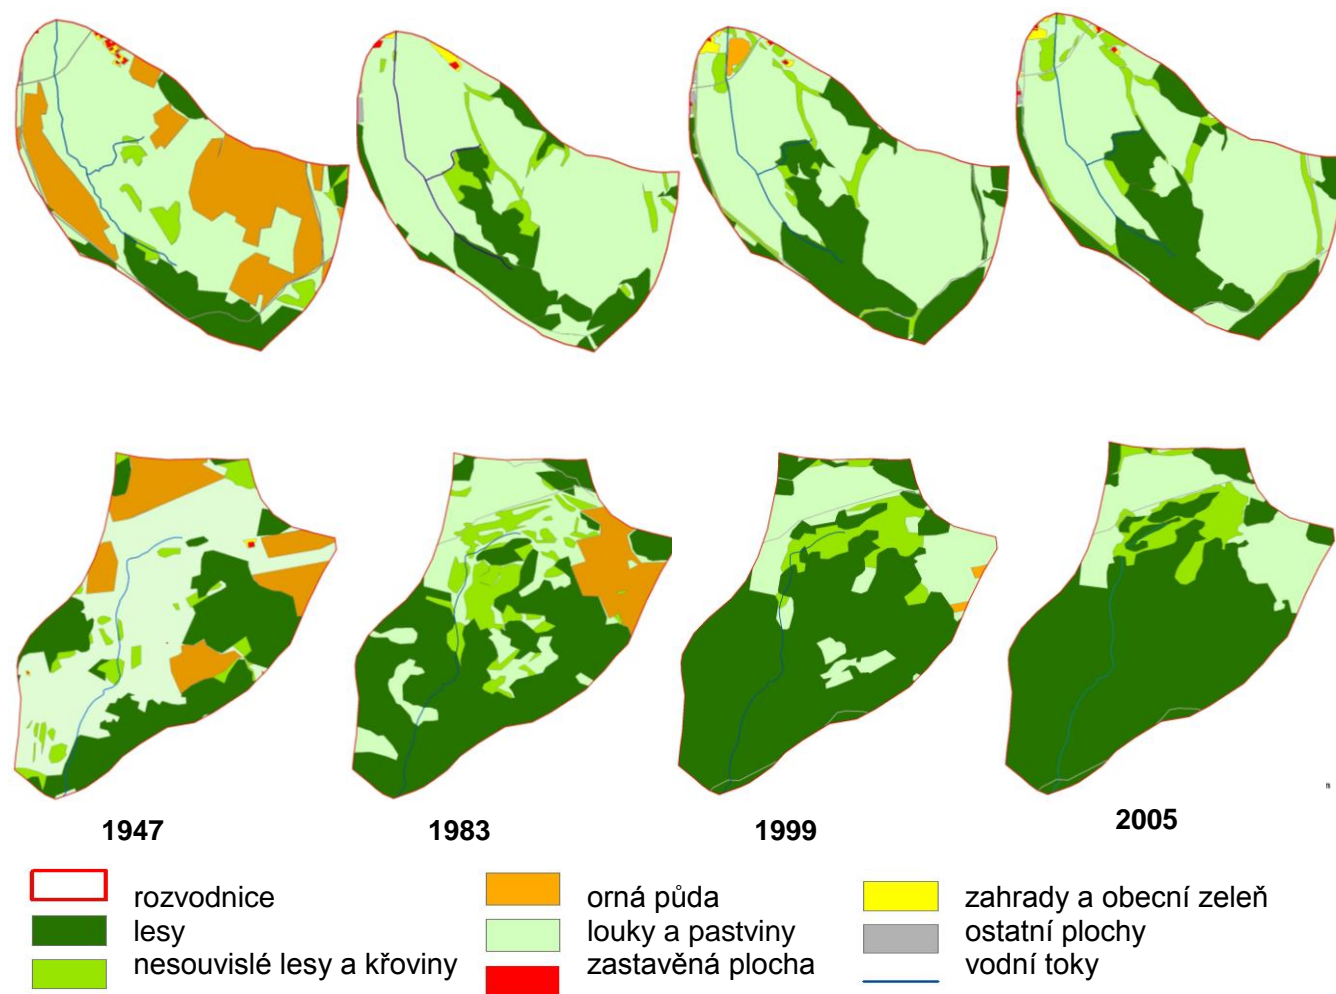 1947 1983 1999 2005
rozvodnice orná půda zahrady a obecní zeleň
lesy louky a pastviny ostatní plochy
nesouvislé lesy a křoviny zastavěná plocha vodní toky